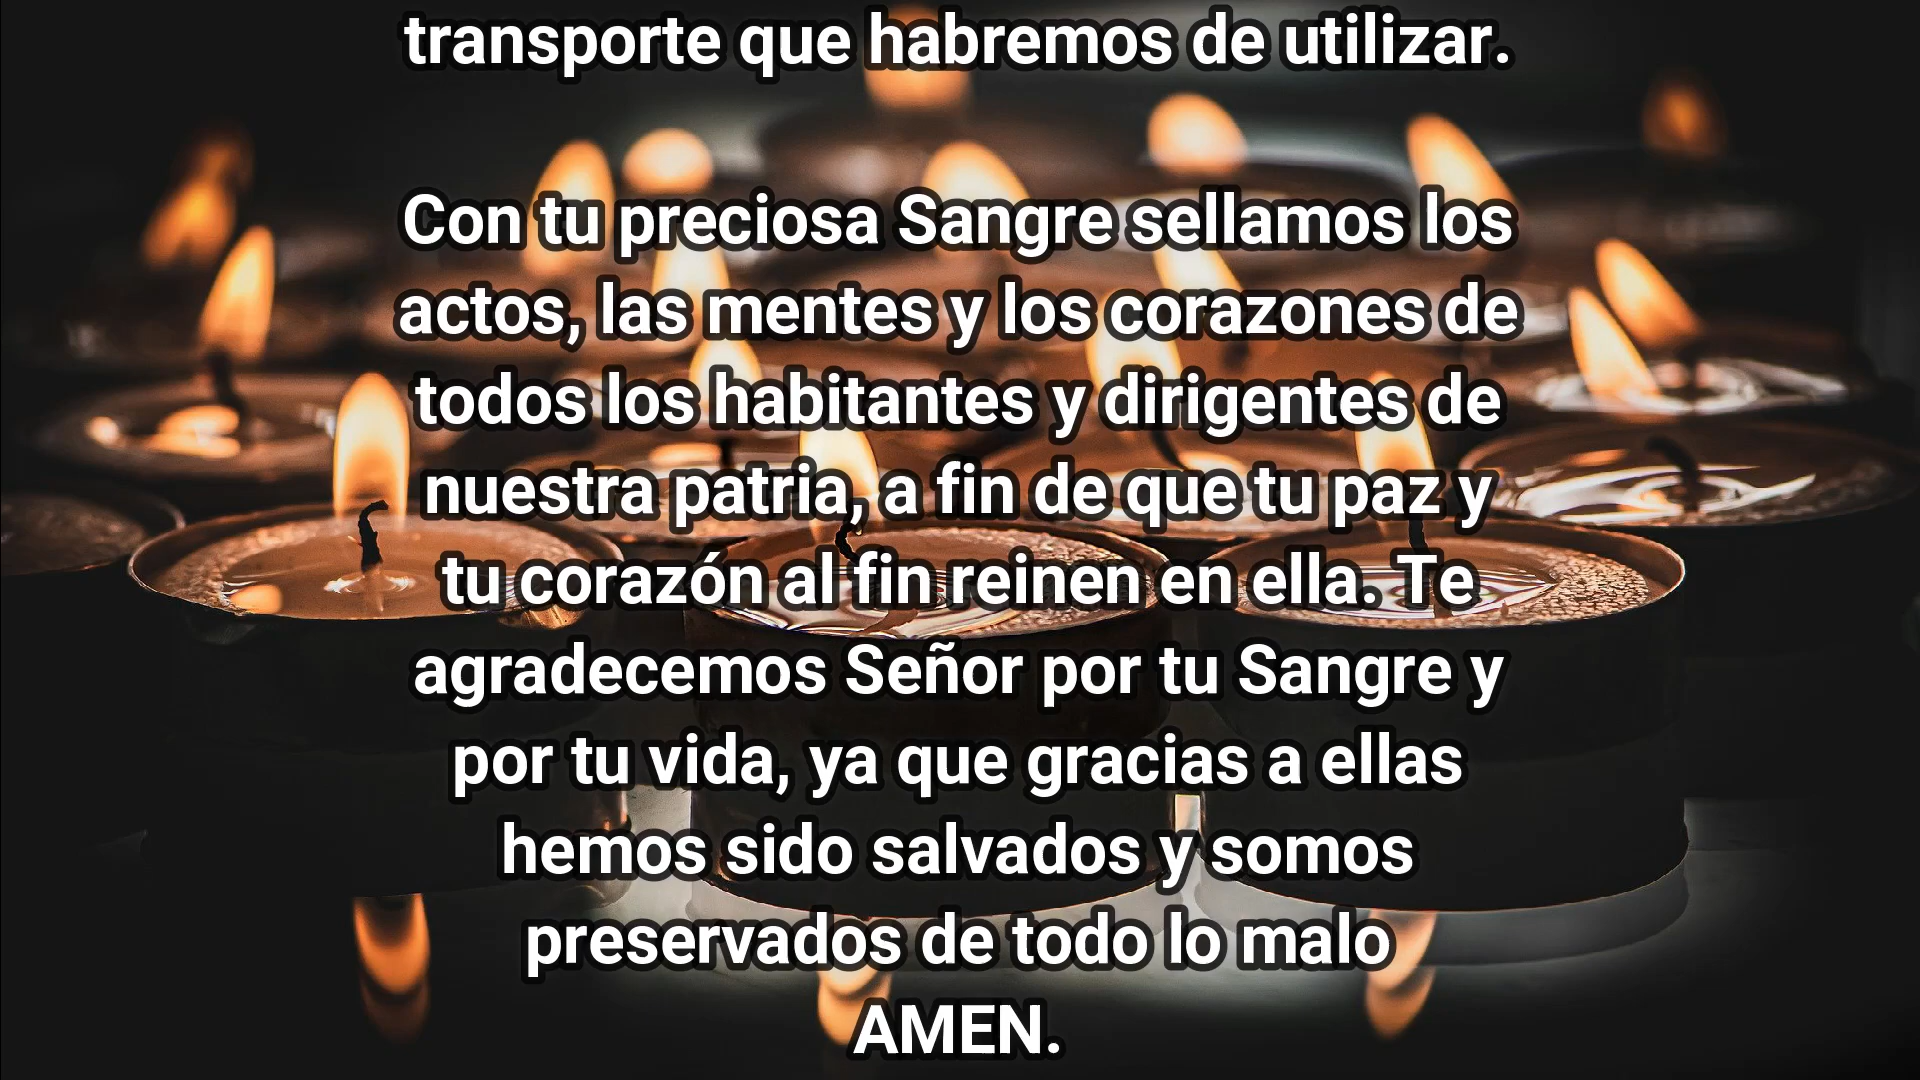 transporte que habremos de utilizar.
Con tu preciosa Sangre sellamos los
actos, las mentes y los corazones de
todos los habitantes y dirigentes de
nuestra patria, a fin de que tu paz y
tu corazón al fin reinen en ella. Te
agradecemos Señor por tu Sangre y
por tu vida, ya que gracias a ellas
hemos sido salvados y somos
preservados de todo lo malo
AMEN.